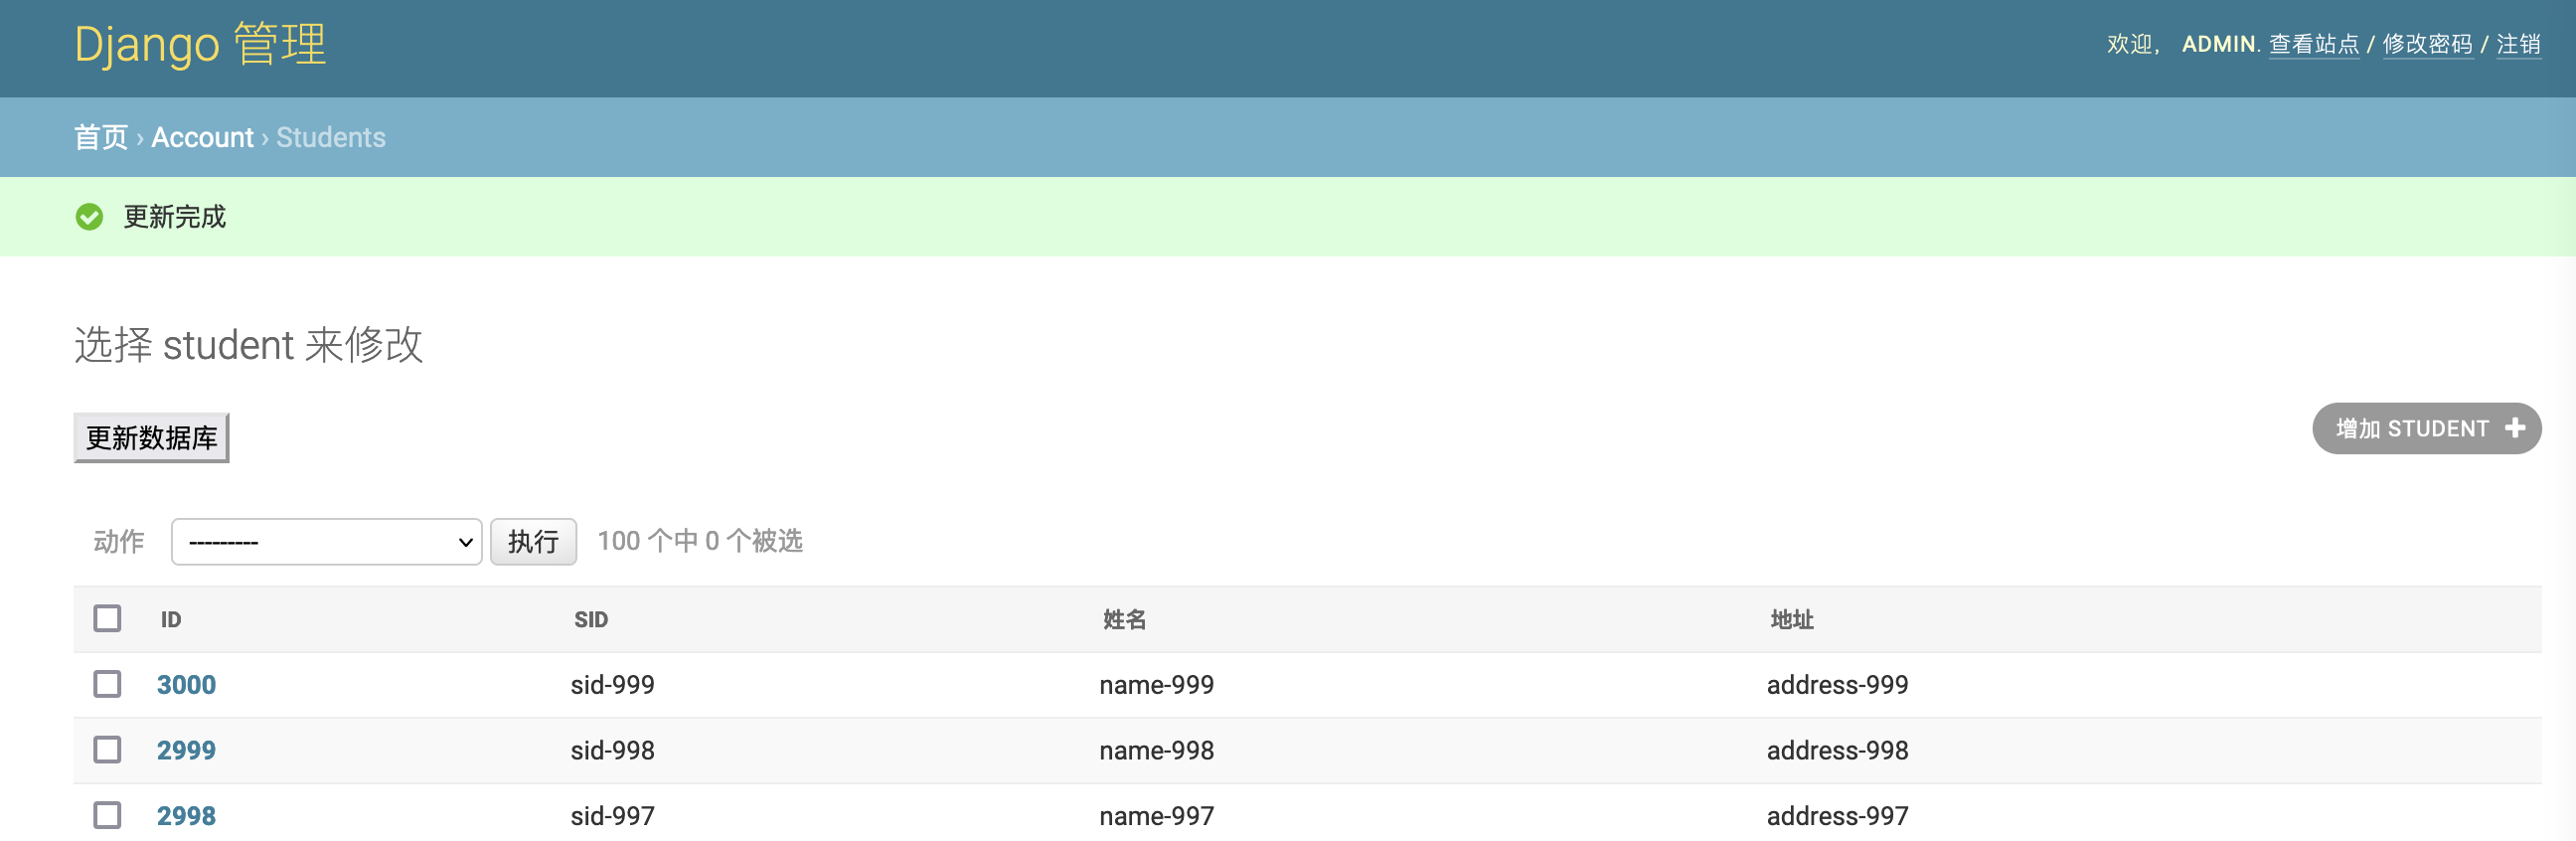 Django 管理
欢迎， ADMIN. 查看站点 / 修改密码 / 注销
首页 › Account › Students
更新完成
选择 student 来修改
更新数据库
增加 STUDENT
动作 --------- 执行 100 个中 0 个被选
ID SID 姓名 地址
3000 sid-999 name-999 address-999
2999 sid-998 name-998 address-998
2998 sid-997 name-997 address-997